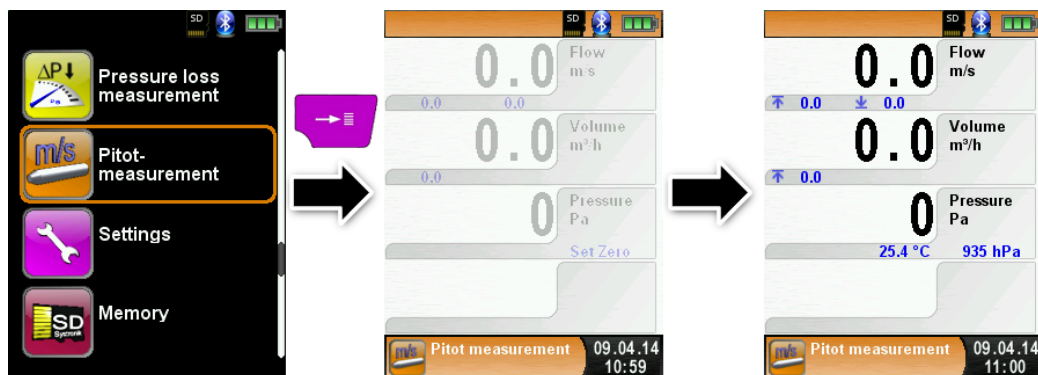 SD
ΔP
Pa
Pressure loss
measurement
m/s
Pitot-
measurement
Settings
SD
Systronik
Memory
SD
0.0
Flow
m/s
0.0 0.0
0.0
Volume
m³/h
0.0
0
Pressure
Pa
Set Zero
m/s
Pitot measurement
09.04.14
10:59
SD
0.0
Flow
m/s
0.0 0.0
0.0
Volume
m³/h
0.0
0
Pressure
Pa
25.4 °C 935 hPa
m/s
Pitot measurement
09.04.14
11:00